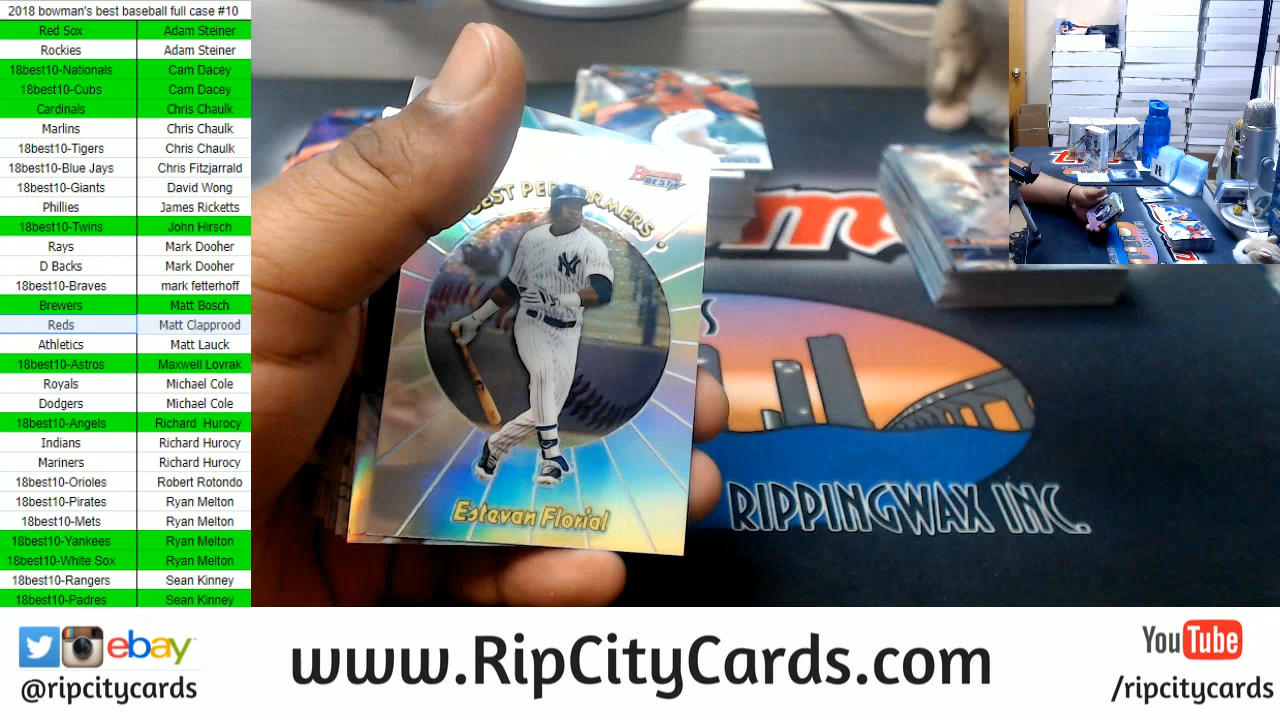 2018 bowman's best baseball full case #10
Red Sox Adam Steiner
Rockies Adam Steiner
18best10-Nationals Cam Dacey
18best10-Cubs Cam Dacey
Cardinals Chris Chaulk
Marlins Chris Chaulk
18best10-Tigers Chris Chaulk
18best10-Blue Jays Chris Fitzjarrald
18best10-Giants David Wong
Phillies James Ricketts
18best10-Twins John Hirsch
Rays Mark Dooher
D Backs Mark Dooher
18best10-Braves mark fetterhoff
Brewers Matt Bosch
Reds Matt Clapprood
Athletics Matt Lauck
18best10-Astros Maxwell Lovrak
Royals Michael Cole
Dodgers Michael Cole
18best10-Angels Richard Hurocy
Indians Richard Hurocy
Mariners Richard Hurocy
18best10-Orioles Robert Rotondo
18best10-Pirates Ryan Melton
18best10-Mets Ryan Melton
18best10-Yankees Ryan Melton
18best10-White Sox Ryan Melton
18best10-Rangers Sean Kinney
18best10-Padres Sean Kinney
Bowman's
BEST
BEST PERFORMERS
NY
Estevan Florial
RIPPINGWAX INC.
ebay
@ripcitycards
www.RipCityCards.com
You Tube
/ripcitycards